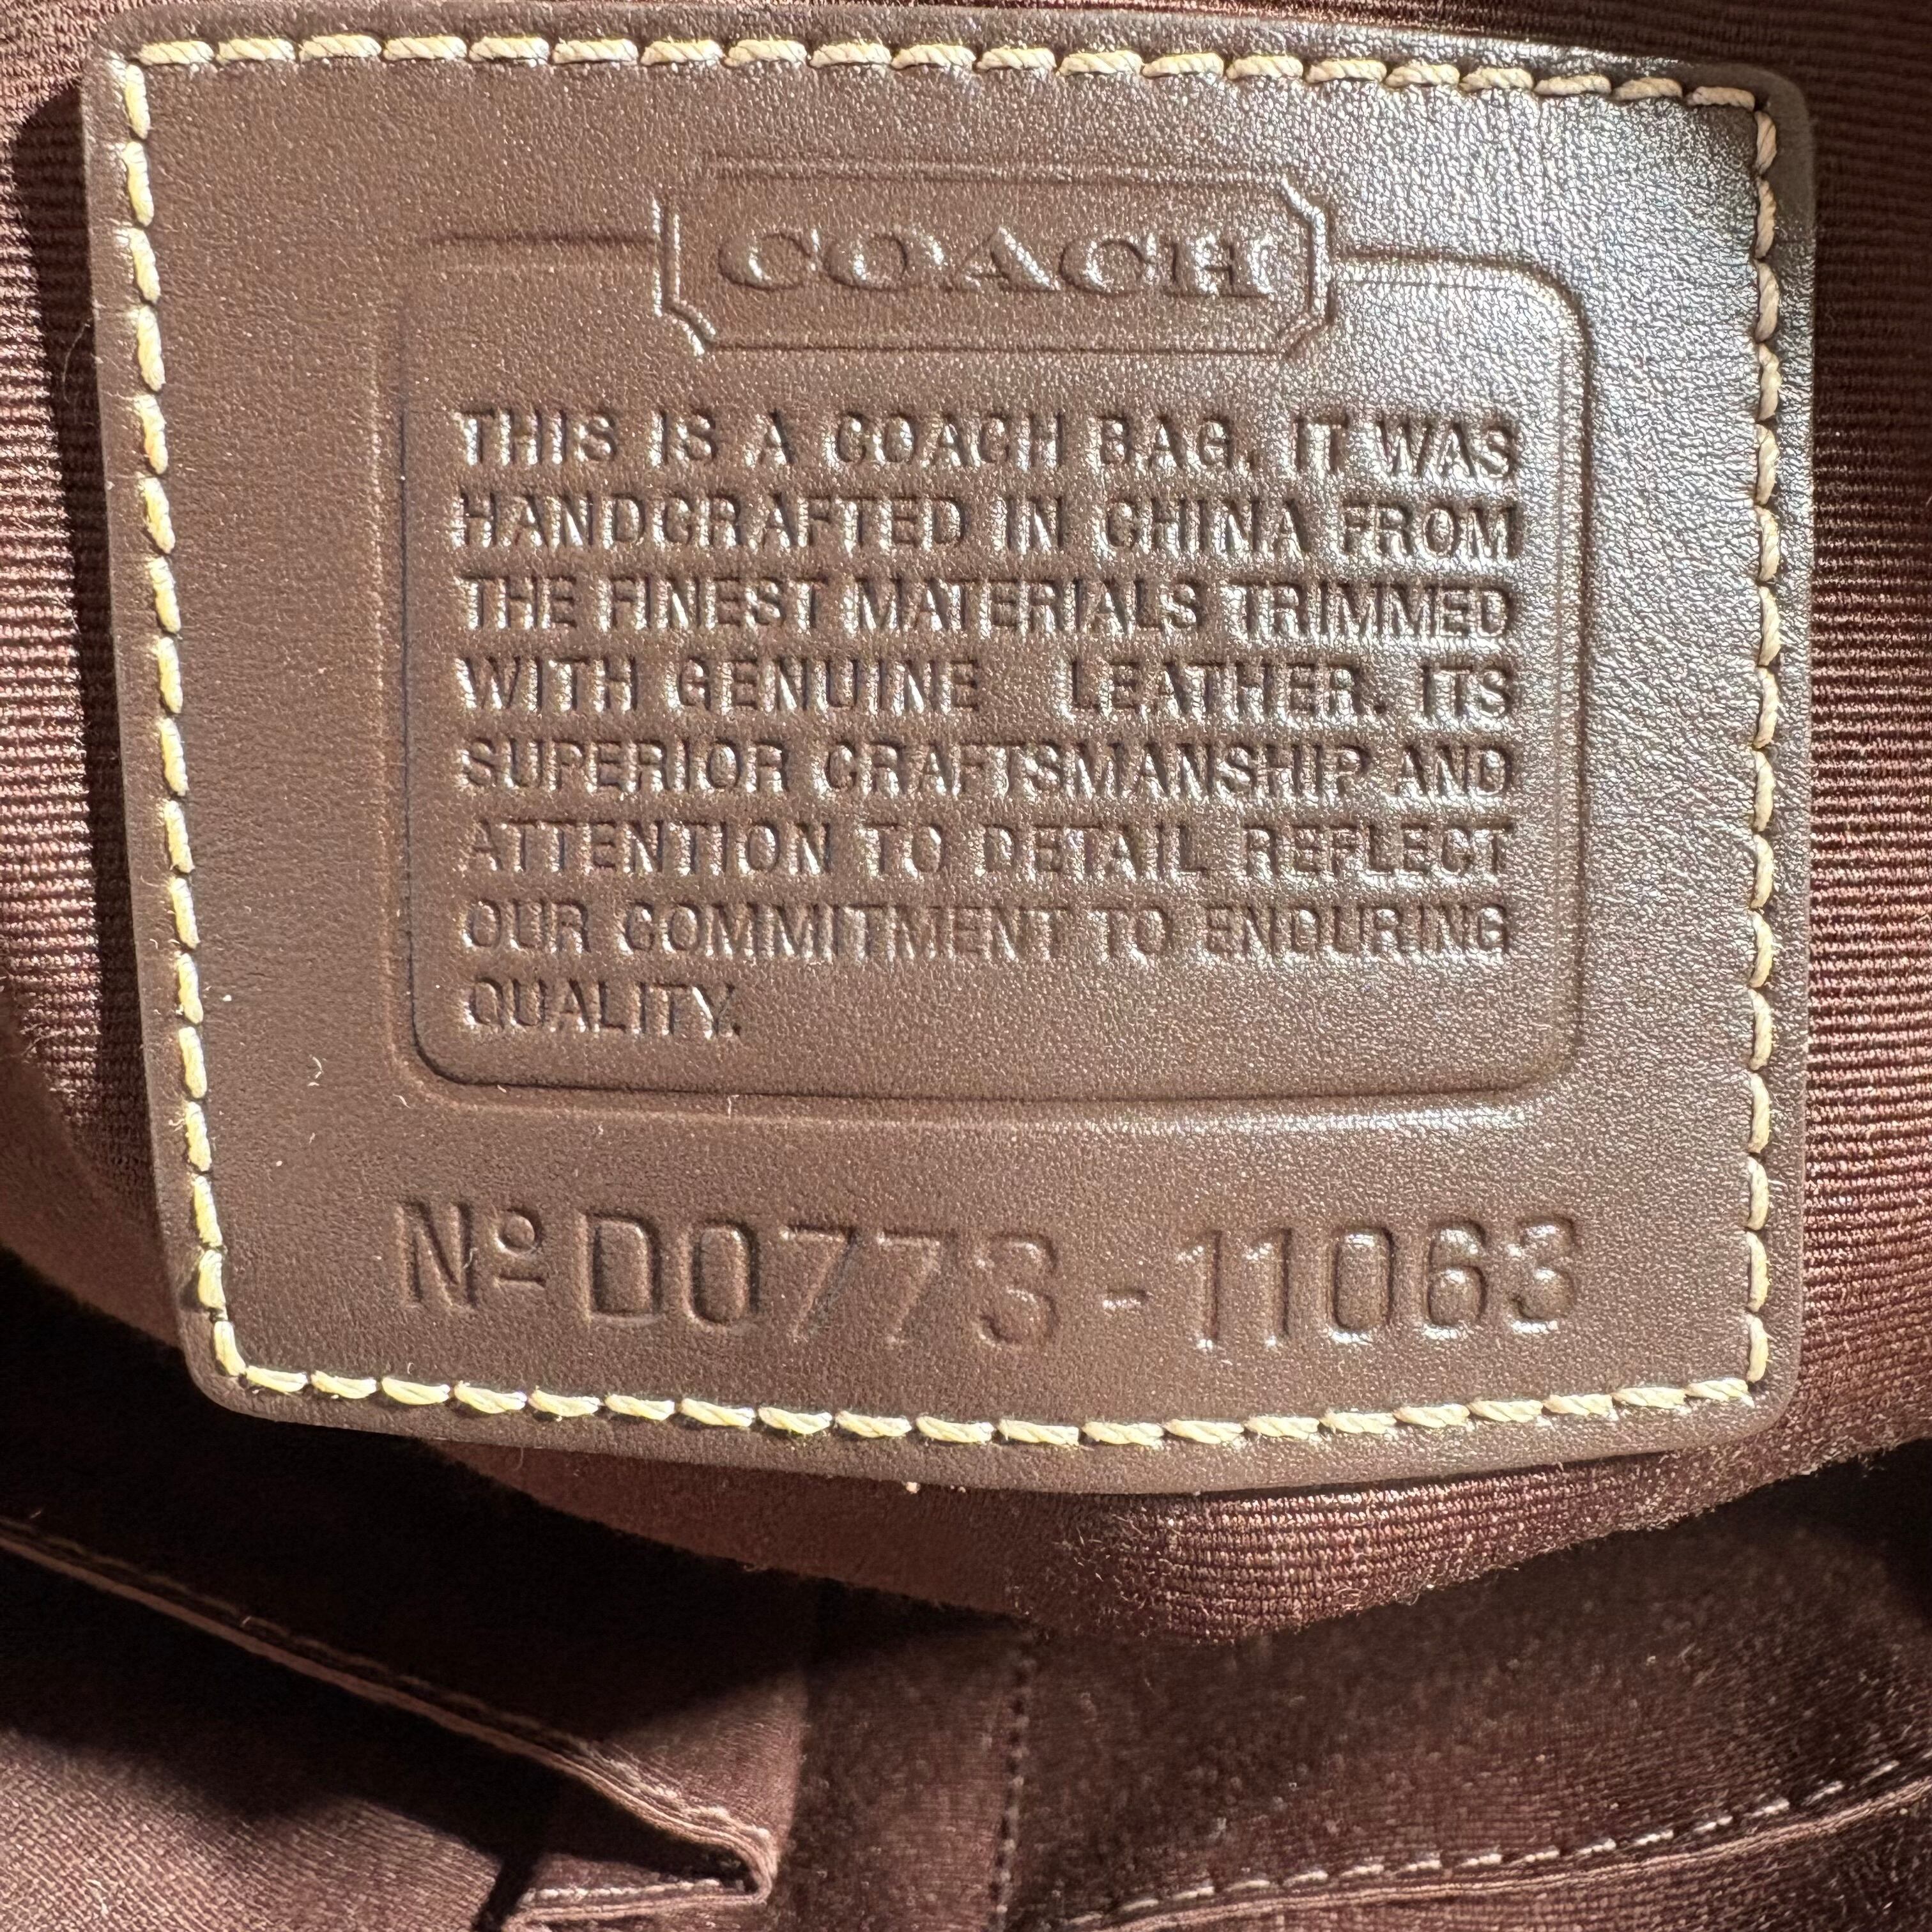 COACH
THIS IS A COACH BAG. IT WAS
HANDCRAFTED IN CHINA FROM
THE FINEST MATERIALS TRIMMED
WITH GENUINE LEATHER. ITS
SUPERIOR CRAFTSMANSHIP AND
ATTENTION TO DETAIL REFLECT
OUR COMMITMENT TO ENDURING
QUALITY.
Nº D0773-11063